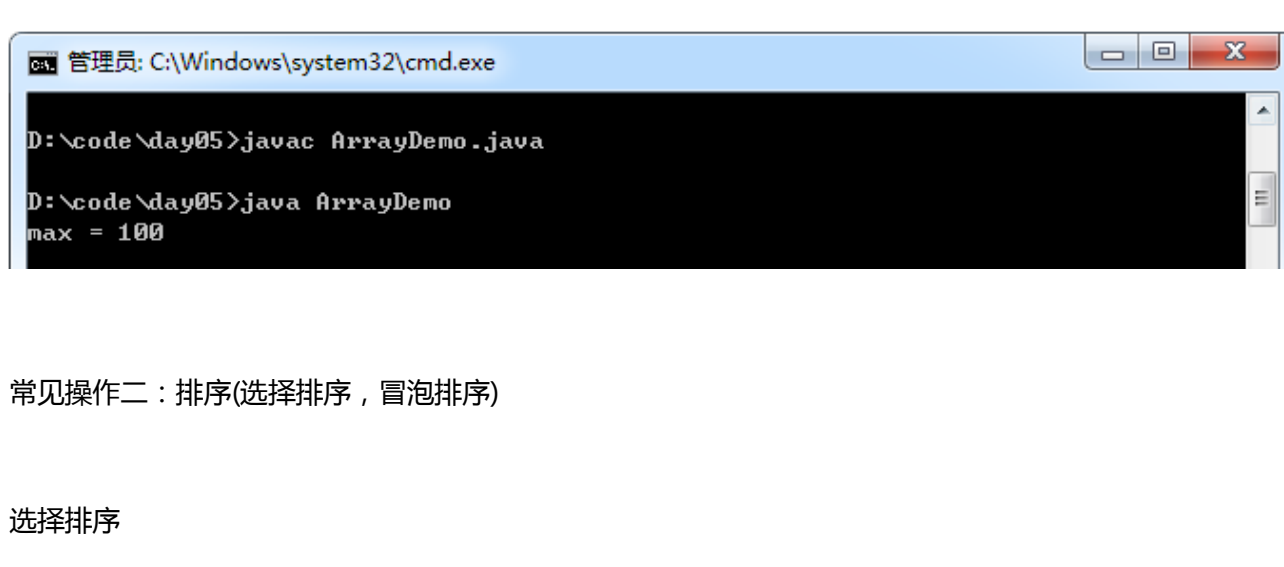 管理员: C:\Windows\system32\cmd.exe
D:\code\day05>javac ArrayDemo.java
D:\code\day05>java ArrayDemo
max = 100
常见操作二：排序(选择排序，冒泡排序)
选择排序